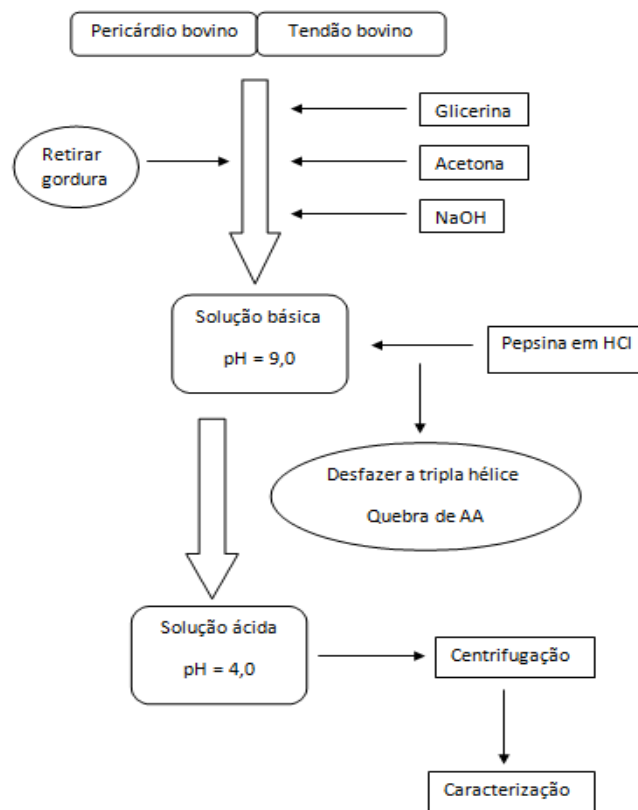 Pericárdio bovino
Tendão bovino
Glicerina
Retirar
gordura
Acetona
NaOH
Solução básica
pH = 9,0
Pepsina em HCl
Desfazer a tripla hélice
Quebra de AA
Solução ácida
pH = 4,0
Centrifugação
Caracterização